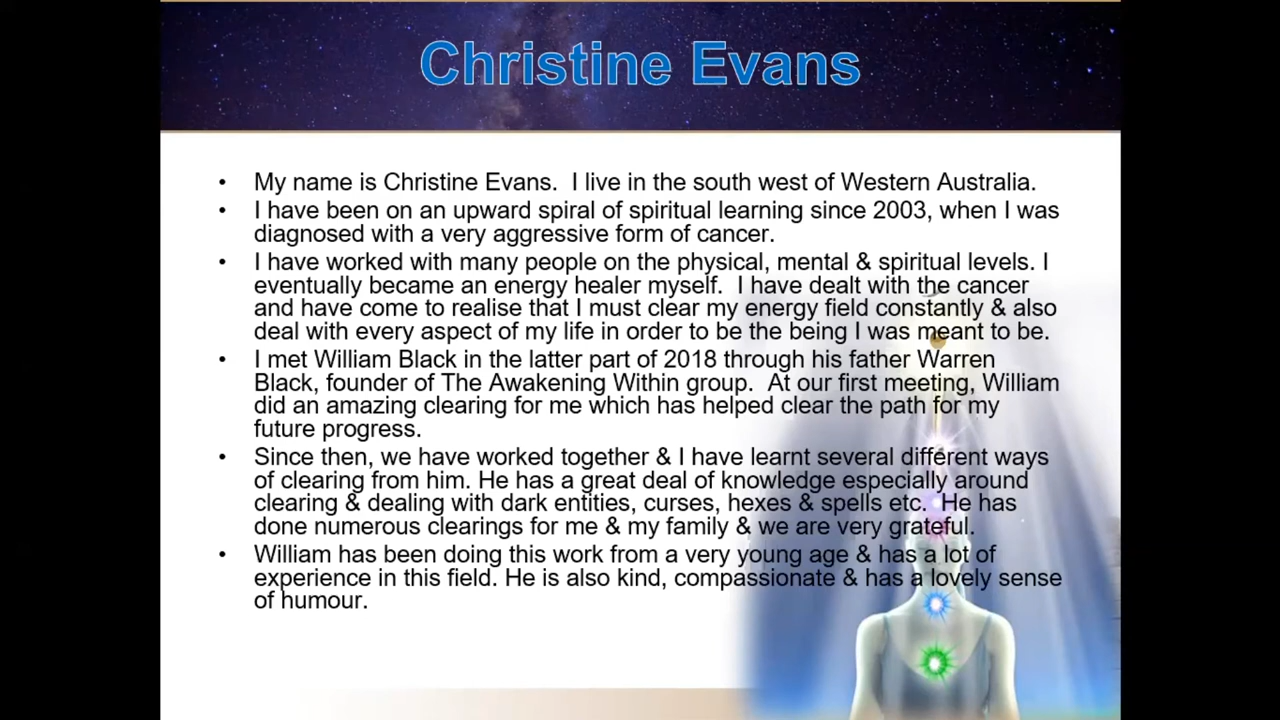 Christine Evans
• My name is Christine Evans.  I live in the south west of Western Australia.
• I have been on an upward spiral of spiritual learning since 2003, when I was
diagnosed with a very aggressive form of cancer.
• I have worked with many people on the physical, mental & spiritual levels. I
eventually became an energy healer myself.  I have dealt with the cancer
and have come to realise that I must clear my energy field constantly & also
deal with every aspect of my life in order to be the being I was meant to be.
• I met William Black in the latter part of 2018 through his father Warren
Black, founder of The Awakening Within group.  At our first meeting, William
did an amazing clearing for me which has helped clear the path for my
future progress.
• Since then, we have worked together & I have learnt several different ways
of clearing from him. He has a great deal of knowledge especially around
clearing & dealing with dark entities, curses, hexes & spells etc.  He has
done numerous clearings for me & my family & we are very grateful.
• William has been doing this work from a very young age & has a lot of
experience in this field. He is also kind, compassionate & has a lovely sense
of humour.